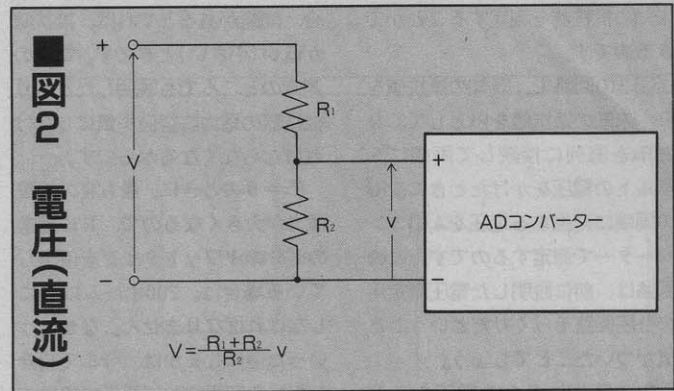 ■図2 電圧(直流)
+
V
−
R₁
R₂
v
+
−
ADコンバーター
V=(R₁+R₂)/R₂ v